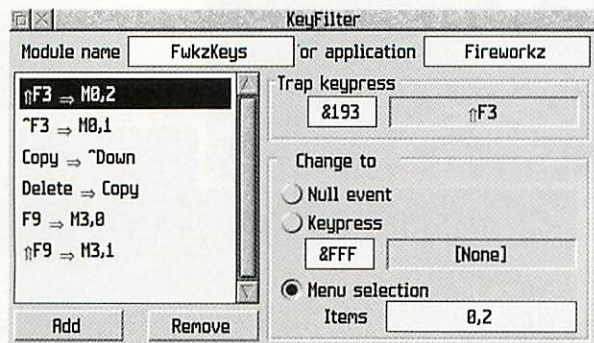 KeyFilter
Module name FwkzKeys for application Fireworkz
⇑F3 ⇒ M0,2
^F3 ⇒ M0,1
Copy ⇒ ^Down
Delete ⇒ Copy
F9 ⇒ M3,0
⇑F9 ⇒ M3,1
Add Remove
Trap keypress
&193 ⇑F3
Change to
Null event
Keypress
&FFF [None]
Menu selection
Items 0,2